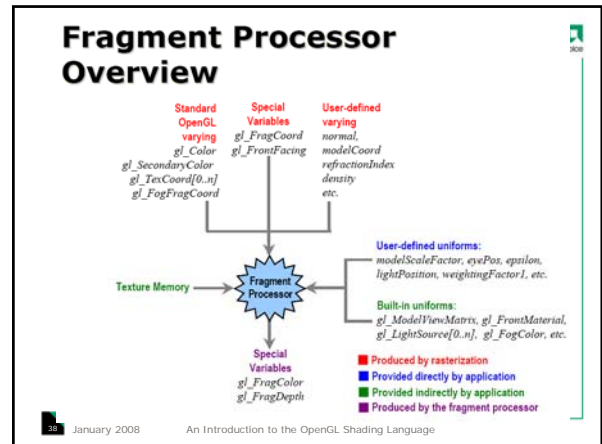 Fragment Processor
Overview
Standard
OpenGL
varying
gl_Color
gl_SecondaryColor
gl_TexCoord[0..n]
gl_FogFragCoord
Special
Variables
gl_FragCoord
gl_FrontFacing
User-defined
varying
normal,
modelCoord
refractionIndex
density
etc.
User-defined uniforms:
modelScaleFactor, eyePos, epsilon,
lightPosition, weightingFactor1, etc.
Texture Memory
Fragment
Processor
Built-in uniforms:
gl_ModelViewMatrix, gl_FrontMaterial,
gl_LightSource[0..n], gl_FogColor, etc.
Special
Variables
gl_FragColor
gl_FragDepth
Produced by rasterization
Provided directly by application
Provided indirectly by application
Produced by the fragment processor
38 January 2008 An Introduction to the OpenGL Shading Language